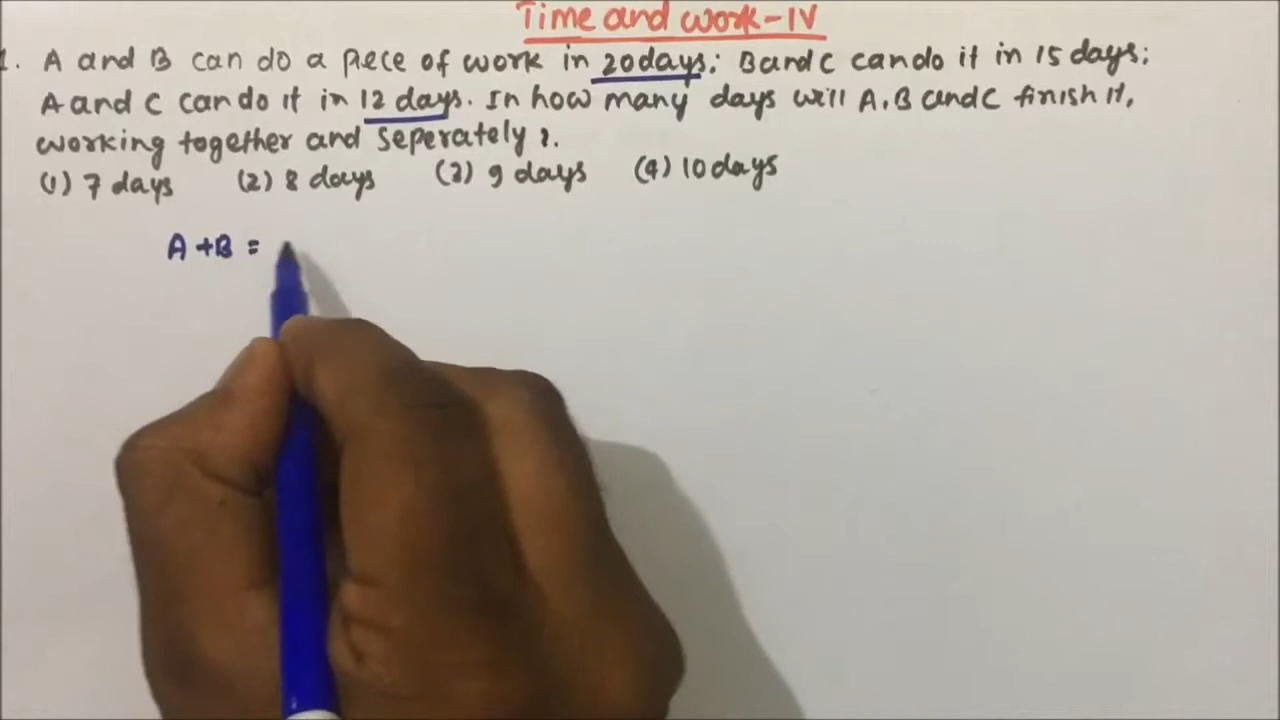 Time and work-IV
1. A and B can do a piece of work in 20days; B and C can do it in 15 days;
A and C can do it in 12 days. In how many days will A, B and C finish it,
working together and seperately ?.
(1) 7 days (2) 8 days (3) 9 days (4) 10 days
A + B =